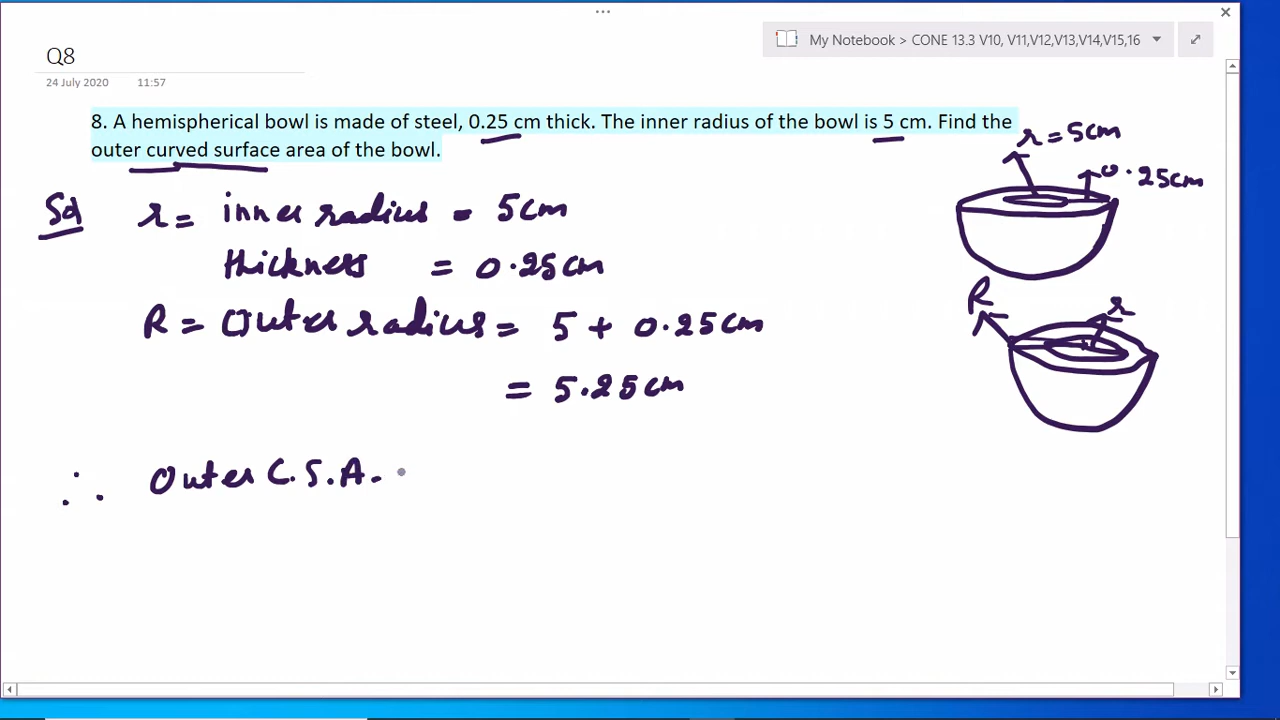 My Notebook > CONE 13.3 V10, V11,V12,V13,V14,V15,16
Q8
24 July 2020 11:57
8. A hemispherical bowl is made of steel, 0.25 cm thick. The inner radius of the bowl is 5 cm. Find the
outer curved surface area of the bowl.
r = 5cm
0.25cm
Sol r = inner radius = 5cm
thickness = 0.25cm
R = Outer radius = 5 + 0.25cm
= 5.25cm
R r
∴ Outer C.S.A.